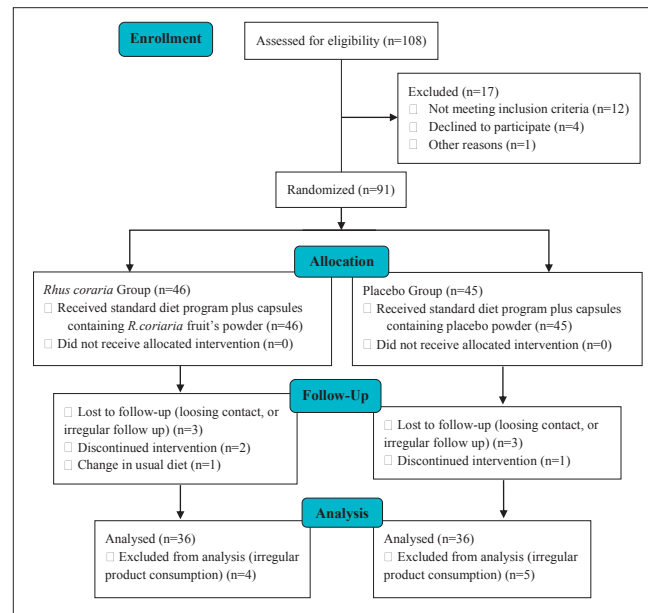 Enrollment
Assessed for eligibility (n=108)
Excluded (n=17)
Not meeting inclusion criteria (n=12)
Declined to participate (n=4)
Other reasons (n=1)
Randomized (n=91)
Allocation
Rhus coraria Group (n=46)
Received standard diet program plus capsules
containing R.coriaria fruit's powder (n=46)
Did not receive allocated intervention (n=0)
Placebo Group (n=45)
Received standard diet program plus capsules
containing placebo powder (n=45)
Did not receive allocated intervention (n=0)
Follow-Up
Lost to follow-up (loosing contact, or
irregular follow up) (n=3)
Discontinued intervention (n=2)
Change in usual diet (n=1)
Lost to follow-up (loosing contact, or
irregular follow up) (n=3)
Discontinued intervention (n=1)
Analysis
Analysed (n=36)
Excluded from analysis (irregular
product consumption) (n=4)
Analysed (n=36)
Excluded from analysis (irregular
product consumption) (n=5)